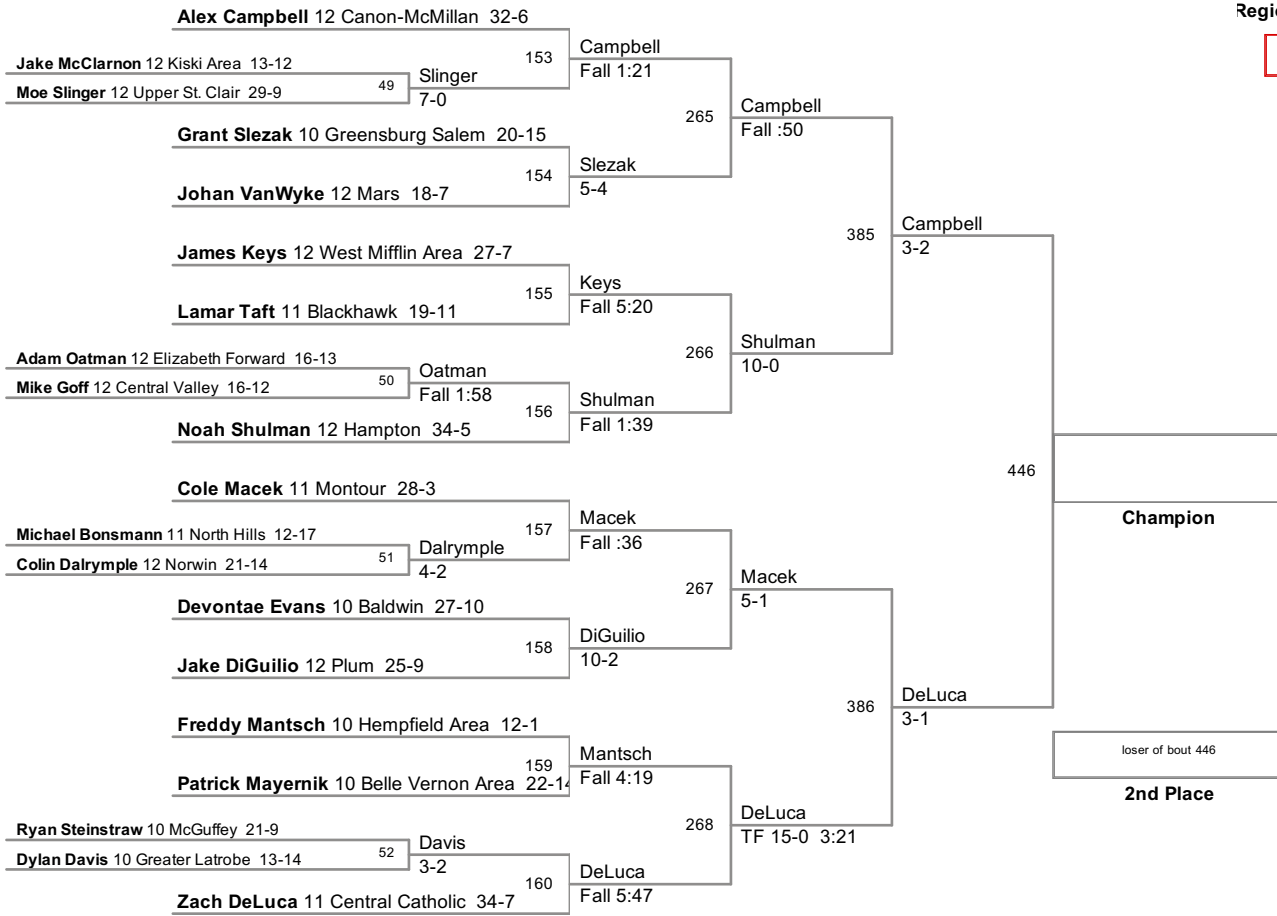 Regi
Alex Campbell 12 Canon-McMillan 32-6
153
Campbell
Fall 1:21
Jake McClarnon 12 Kiski Area 13-12
49
Slinger
7-0
Moe Slinger 12 Upper St. Clair 29-9
265
Campbell
Fall :50
Grant Slezak 10 Greensburg Salem 20-15
154
Slezak
5-4
Johan VanWyke 12 Mars 18-7
385
Campbell
3-2
James Keys 12 West Mifflin Area 27-7
155
Keys
Fall 5:20
Lamar Taft 11 Blackhawk 19-11
266
Shulman
10-0
Adam Oatman 12 Elizabeth Forward 16-13
50
Oatman
Fall 1:58
Mike Goff 12 Central Valley 16-12
156
Shulman
Fall 1:39
Noah Shulman 12 Hampton 34-5
446
Champion
Cole Macek 11 Montour 28-3
157
Macek
Fall :36
Michael Bonsmann 11 North Hills 12-17
51
Dalrymple
4-2
Colin Dalrymple 12 Norwin 21-14
267
Macek
5-1
Devontae Evans 10 Baldwin 27-10
158
DiGuilio
10-2
Jake DiGuilio 12 Plum 25-9
386
DeLuca
3-1
Freddy Mantsch 10 Hempfield Area 12-1
159
Mantsch
Fall 4:19
Patrick Mayernik 10 Belle Vernon Area 22-14
loser of bout 446
2nd Place
268
DeLuca
TF 15-0 3:21
Ryan Steinstraw 10 McGuffey 21-9
52
Davis
3-2
Dylan Davis 10 Greater Latrobe 13-14
160
DeLuca
Fall 5:47
Zach DeLuca 11 Central Catholic 34-7